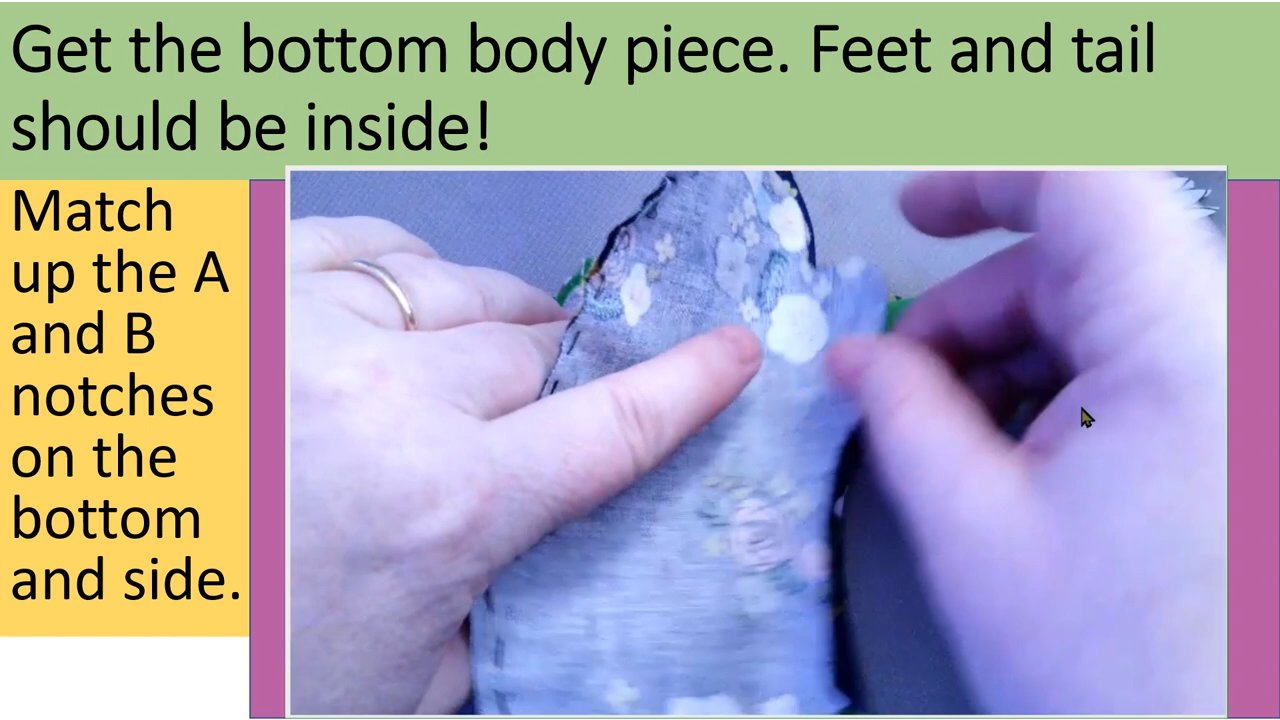 Get the bottom body piece. Feet and tail
should be inside!
Match
up the A
and B
notches
on the
bottom
and side.